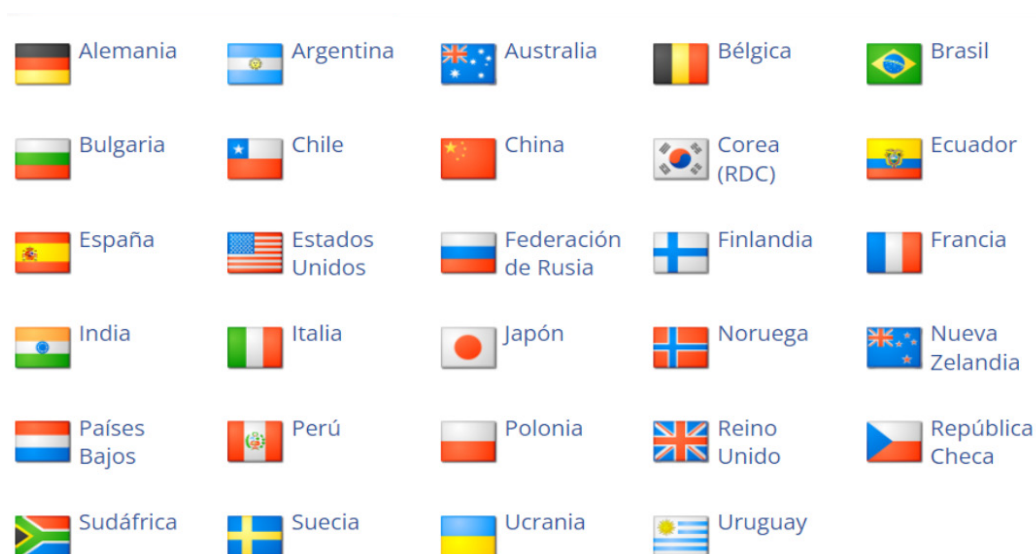 Alemania
Argentina
Australia
Bélgica
Brasil
Bulgaria
Chile
China
Corea
(RDC)
Ecuador
España
Estados
Unidos
Federación
de Rusia
Finlandia
Francia
India
Italia
Japón
Noruega
Nueva
Zelandia
Países
Bajos
Perú
Polonia
Reino
Unido
República
Checa
Sudáfrica
Suecia
Ucrania
Uruguay